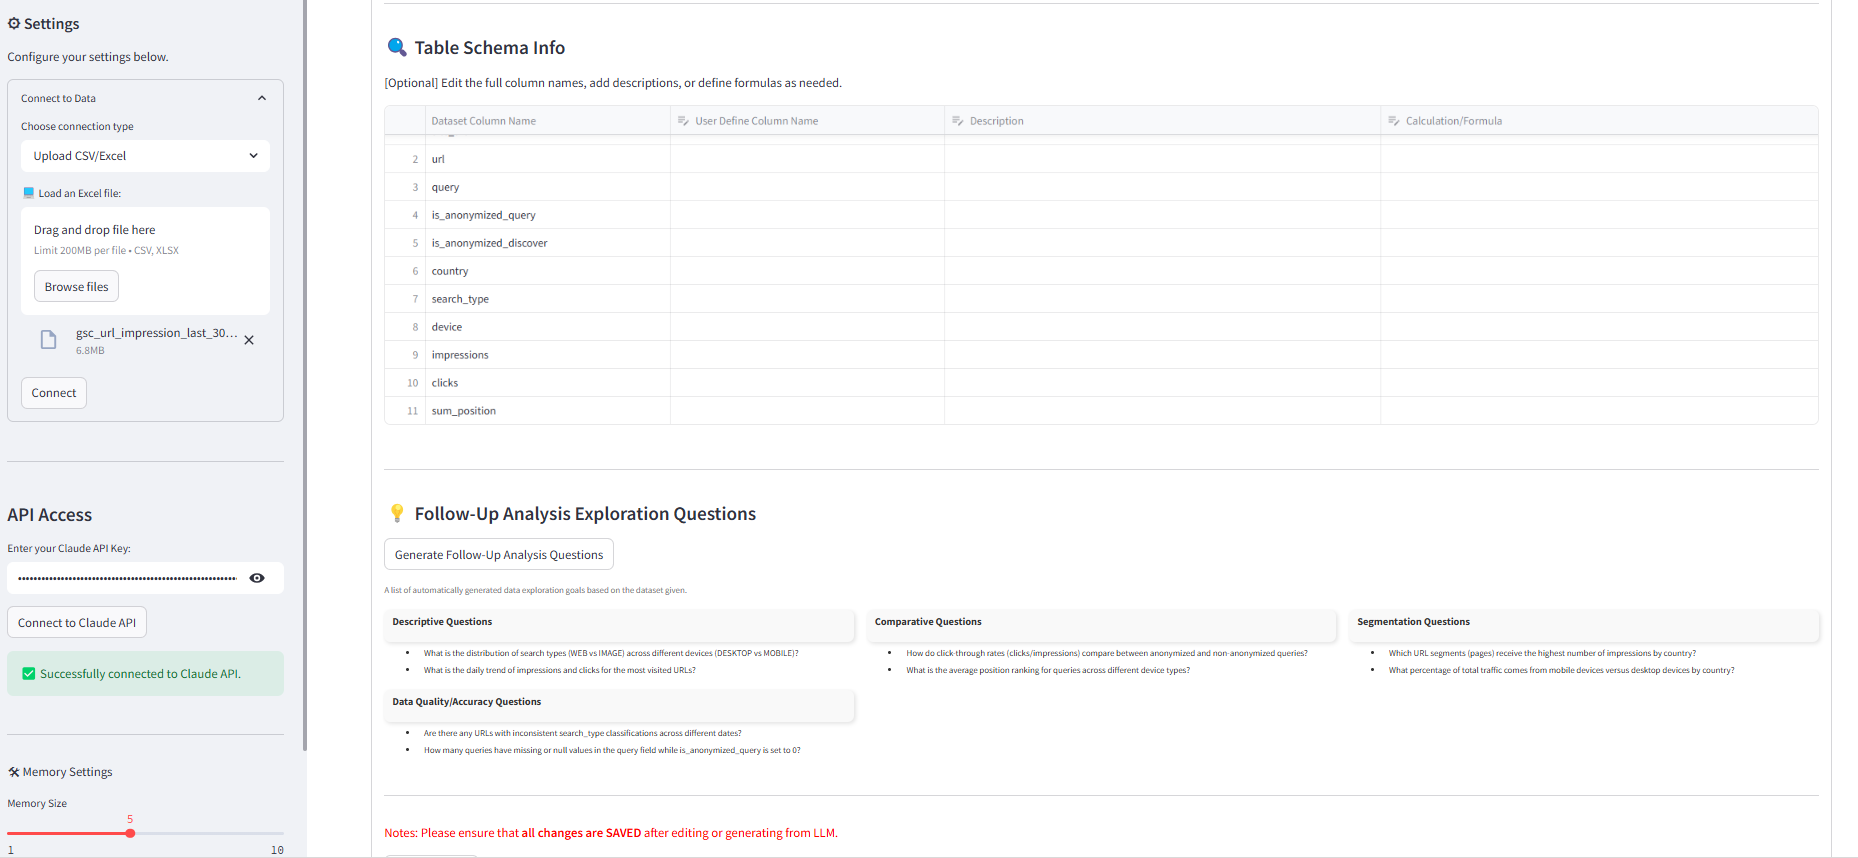 Settings
Configure your settings below.
Connect to Data
Choose connection type
Upload CSV/Excel
Load an Excel file:
Drag and drop file here
Limit 200MB per file • CSV, XLSX
Browse files
gsc_url_impression_last_30...
6.8MB
Connect
API Access
Enter your Claude API Key:
Connect to Claude API
Successfully connected to Claude API.
Memory Settings
Memory Size
5
1 10
Table Schema Info
[Optional] Edit the full column names, add descriptions, or define formulas as needed.
Dataset Column Name User Define Column Name Description Calculation/Formula
2 url
3 query
4 is_anonymized_query
5 is_anonymized_discover
6 country
7 search_type
8 device
9 impressions
10 clicks
11 sum_position
Follow-Up Analysis Exploration Questions
Generate Follow-Up Analysis Questions
A list of automatically generated data exploration goals based on the dataset given.
Descriptive Questions
• What is the distribution of search types (WEB vs IMAGE) across different devices (DESKTOP vs MOBILE)?
• What is the daily trend of impressions and clicks for the most visited URLs?
Comparative Questions
• How do click-through rates (clicks/impressions) compare between anonymized and non-anonymized queries?
• What is the average position ranking for queries across different device types?
Segmentation Questions
• Which URL segments (pages) receive the highest number of impressions by country?
• What percentage of total traffic comes from mobile devices versus desktop devices by country?
Data Quality/Accuracy Questions
• Are there any URLs with inconsistent search_type classifications across different dates?
• How many queries have missing or null values in the query field while is_anonymized_query is set to 0?
Notes: Please ensure that all changes are SAVED after editing or generating from LLM.